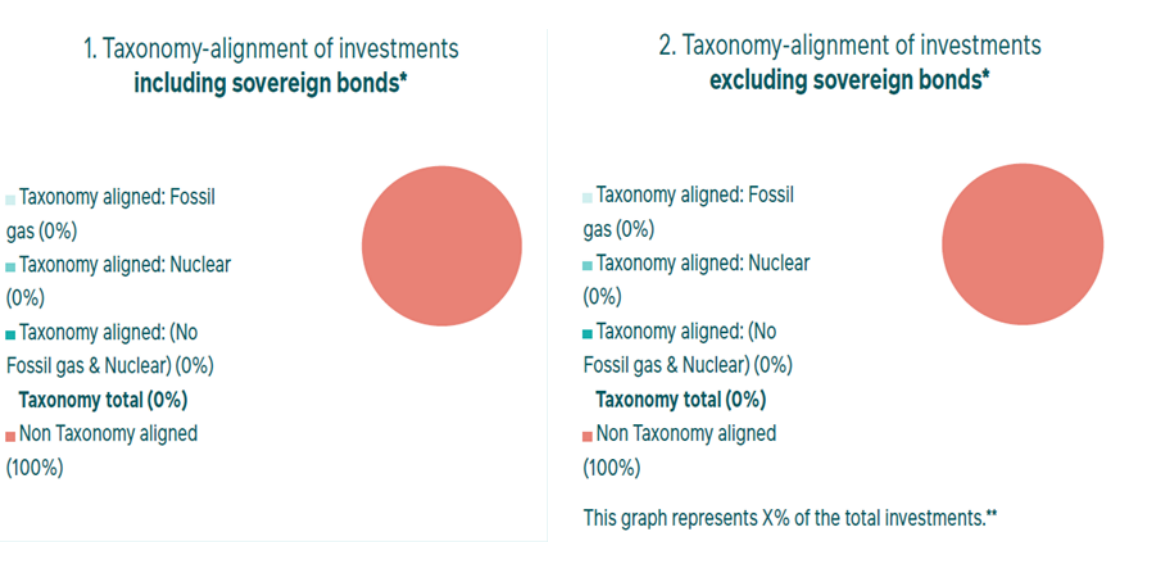 1. Taxonomy-alignment of investments
including sovereign bonds*
Taxonomy aligned: Fossil
gas (0%)
Taxonomy aligned: Nuclear
(0%)
Taxonomy aligned: (No
Fossil gas & Nuclear) (0%)
Taxonomy total (0%)
Non Taxonomy aligned
(100%)
2. Taxonomy-alignment of investments
excluding sovereign bonds*
Taxonomy aligned: Fossil
gas (0%)
Taxonomy aligned: Nuclear
(0%)
Taxonomy aligned: (No
Fossil gas & Nuclear) (0%)
Taxonomy total (0%)
Non Taxonomy aligned
(100%)
This graph represents X% of the total investments.**